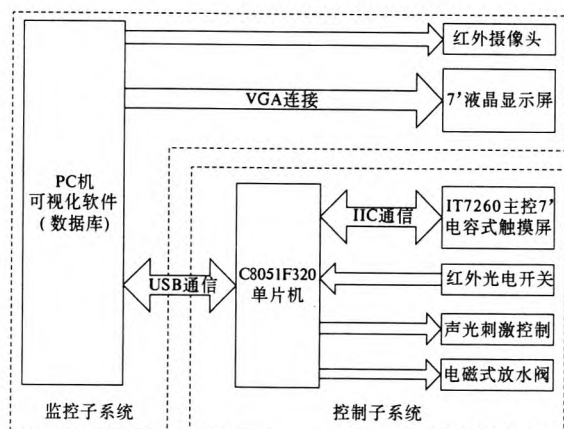 红外摄像头
VGA连接
7'液晶显示屏
PC机
可视化软件
(数据库)
IIC通信
IT7260主控7'
电容式触摸屏
USB通信
C8051F320
单片机
红外光电开关
声光刺激控制
电磁式放水阀
监控子系统
控制子系统